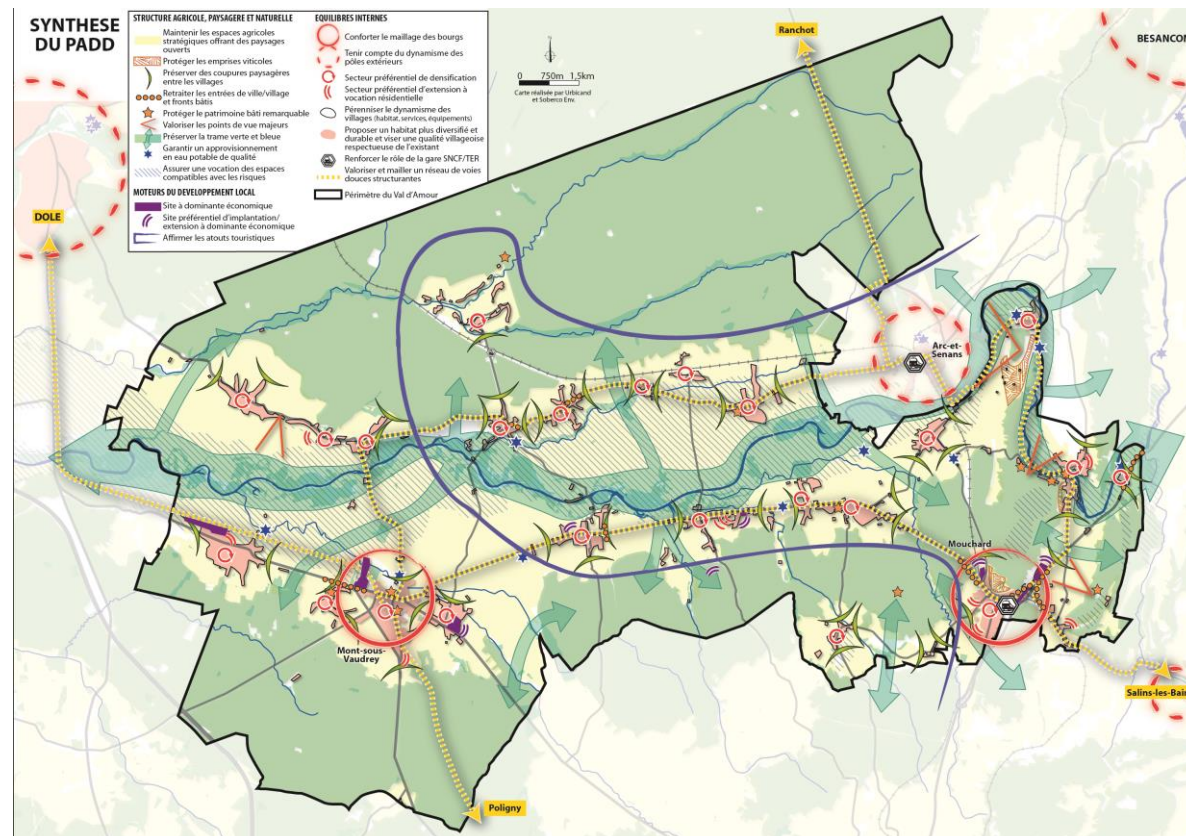 SYNTHESE
DU PADD
STRUCTURE AGRICOLE, PAYSAGERE ET NATURELLE
Maintenir les espaces agricoles
stratégiques offrant des paysages
ouverts
Protéger les emprises viticoles
Préserver des coupures paysagères
entre les villages
Retraiter les entrées de ville/village
et fronts bâtis
Protéger le patrimoine bâti remarquable
Valoriser les points de vue majeurs
Préserver la trame verte et bleue
Garantir un approvisionnement
en eau potable de qualité
Assurer une vocation des espaces
compatibles avec les risques
MOTEURS DU DEVELOPPEMENT LOCAL
Site à dominante économique
Site préférentiel d'implantation/
extension à dominante économique
Affirmer les atouts touristiques
EQUILIBRES INTERNES
Conforter le maillage des bourgs
Tenir compte du dynamisme des
pôles extérieurs
Secteur préférentiel de densification
Secteur préférentiel d'extension à
vocation résidentielle
Pérenniser le dynamisme des
villages (habitat, services, équipements)
Proposer un habitat plus diversifié et
durable et viser une qualité villageoise
respectueuse de l'existant
Renforcer le rôle de la gare SNCF/TER
Valoriser et mailler un réseau de voies
douces structurantes
Périmètre du Val d'Amour
0 750m 1,5km
Carte réalisée par Urbicand
et Soberco Env.
Ranchot
BESANCON
DOLE
Arc-et-
Senans
Mouchard
Mont-sous-
Vaudrey
Salins-les-Bain
Poligny